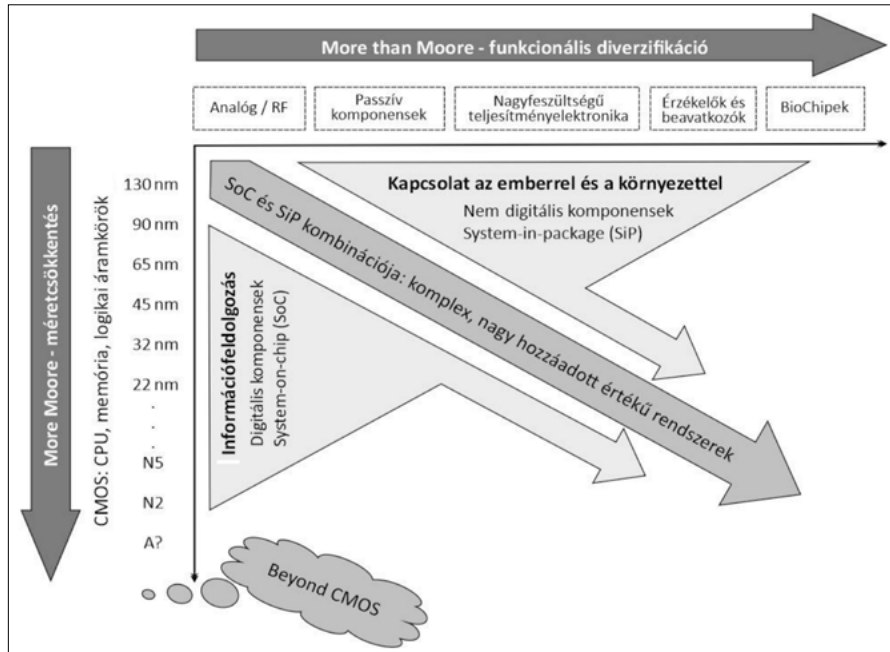 More than Moore - funkcionális diverzifikáció
Analóg / RF
Passzív
komponensek
Nagyfeszültségű
teljesítményelektronika
Érzékelők és
beavatkozók
BioChipek
More Moore - méretcsökkentés
CMOS: CPU, memória, logikai áramkörök
130 nm
90 nm
65 nm
45 nm
32 nm
22 nm
.
.
.
N5
N2
A?
Kapcsolat az emberrel és a környezettel
Nem digitális komponensek
System-in-package (SiP)
SoC és SiP kombinációja: komplex, nagy hozzáadott értékű rendszerek
Információfeldolgozás
Digitális komponensek
System-on-chip (SoC)
Beyond CMOS